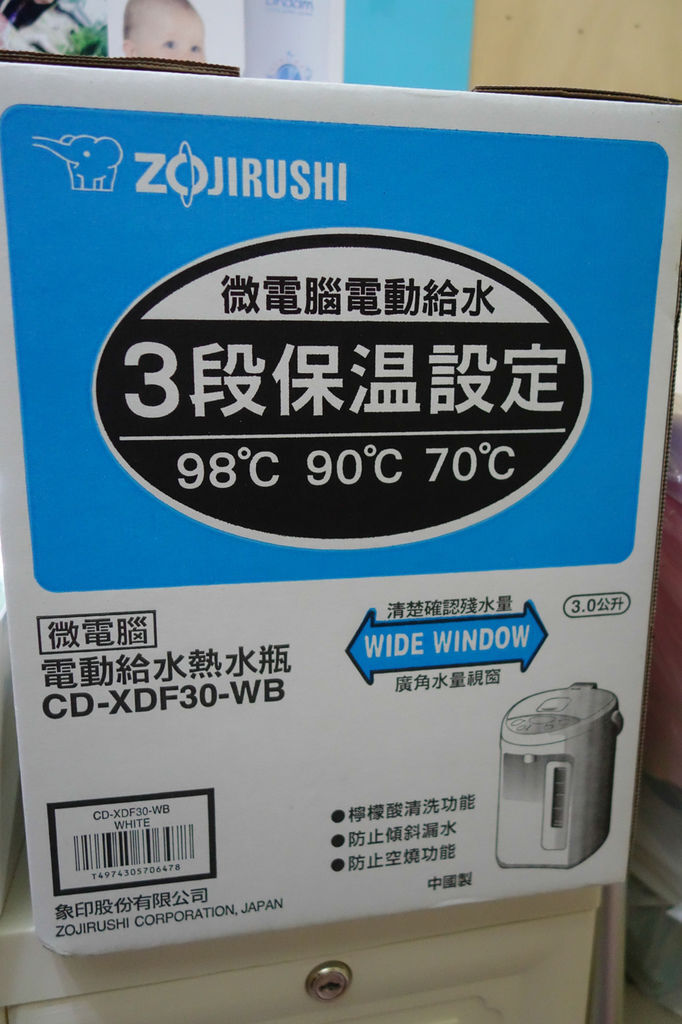 ZOJIRUSHI
微電腦電動給水
3段保温設定
98℃ 90℃ 70℃
清楚確認殘水量
WIDE WINDOW
廣角水量視窗
3.0公升
微電腦
電動給水熱水瓶
CD-XDF30-WB
CD-XDF30-WB
WHITE
T4974305706478
●檸檬酸清洗功能
●防止傾斜漏水
●防止空燒功能
中國製
象印股份有限公司
ZOJIRUSHI CORPORATION, JAPAN